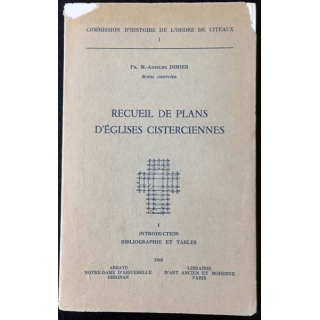 COMMISSION D'HISTOIRE DE L'ORDRE DE CITEAUX
1
Fr. M.-Anselme DIMIER
Moine cistercien
RECUEIL DE PLANS
D'ÉGLISES CISTERCIENNES
I
INTRODUCTION
BIBLIOGRAPHIE ET TABLES
1949
ABBAYE
NOTRE-DAME D'AIGUEBELLE
GRIGNAN
LIBRAIRIE
D'ART ANCIEN ET MODERNE
PARIS